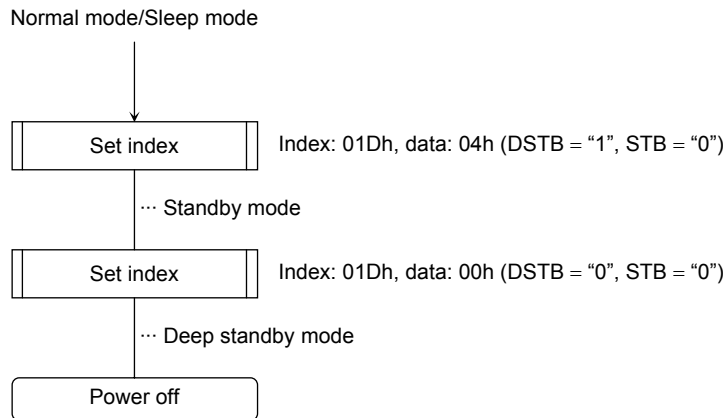 Normal mode/Sleep mode
Set index Index: 01Dh, data: 04h (DSTB = “1”, STB = “0”)
··· Standby mode
Set index Index: 01Dh, data: 00h (DSTB = “0”, STB = “0”)
··· Deep standby mode
Power off